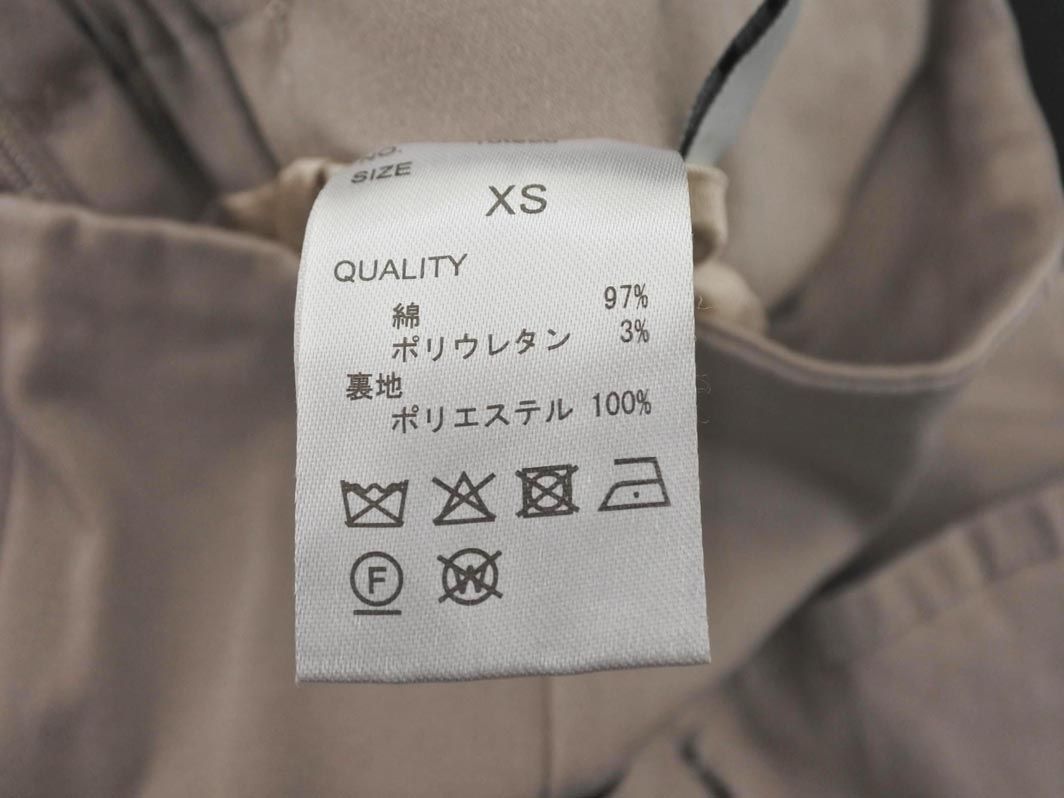 NO.
SIZE
XS
QUALITY
綿 97%
ポリウレタン 3%
裏地
ポリエステル 100%
F
W